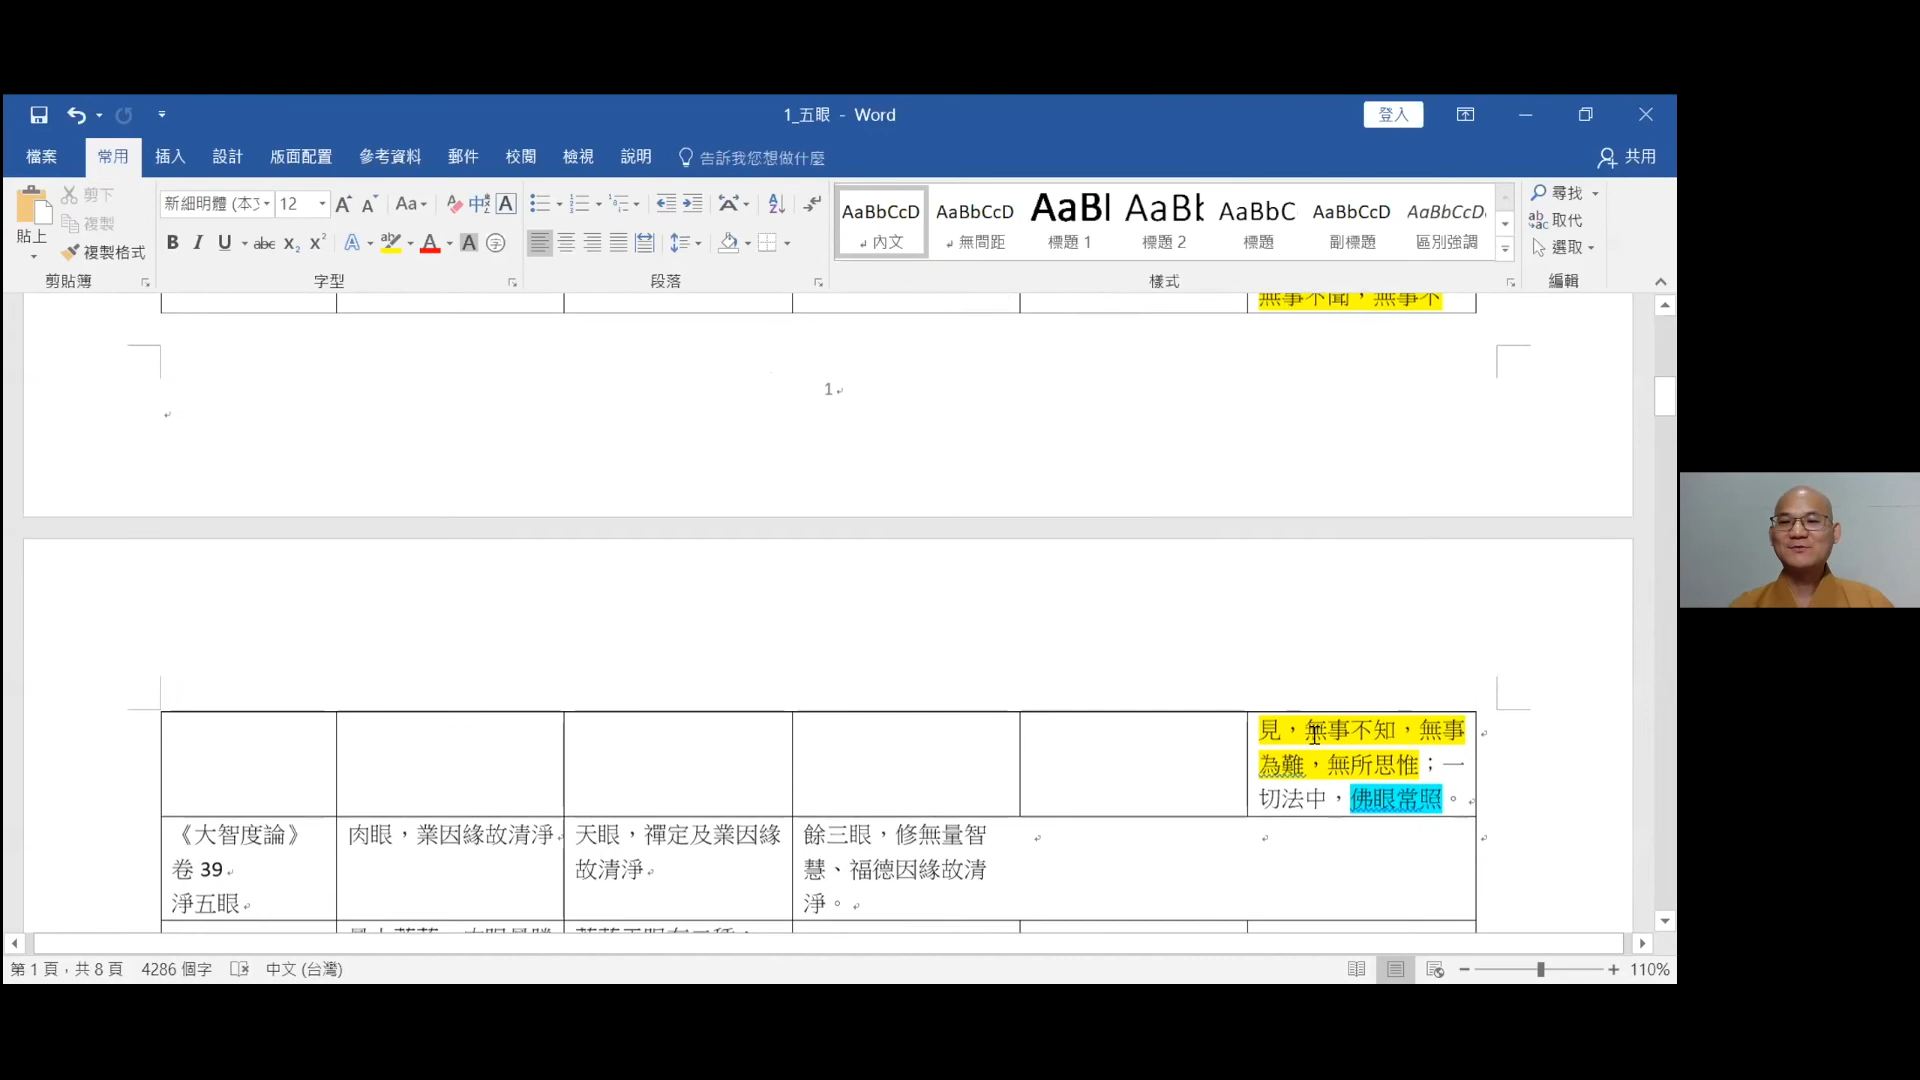 1_五眼 - Word
登入
檔案 常用 插入 設計 版面配置 參考資料 郵件 校閱 檢視 說明 告訴我您想做什麼 共用
貼上
剪下
複製
複製格式
剪貼簿
新細明體 (本文 12
字型
段落
AaBbCcD AaBbCcD AaBl AaBb AaBbC AaBbCcD AaBbCcD
內文 無間距 標題 1 標題 2 標題 副標題 區別強調
樣式
尋找
取代
選取
編輯
無事不聞,無事不
1
見,無事不知,無事
為難,無所思惟;一
切法中,佛眼常照。
《大智度論》
卷 39
淨五眼
肉眼,業因緣故清淨
天眼,禪定及業因緣
故清淨
餘三眼,修無量智
慧、福德因緣故清
淨。
第 1 頁,共 8 頁 4286 個字 中文 (台灣) 110%